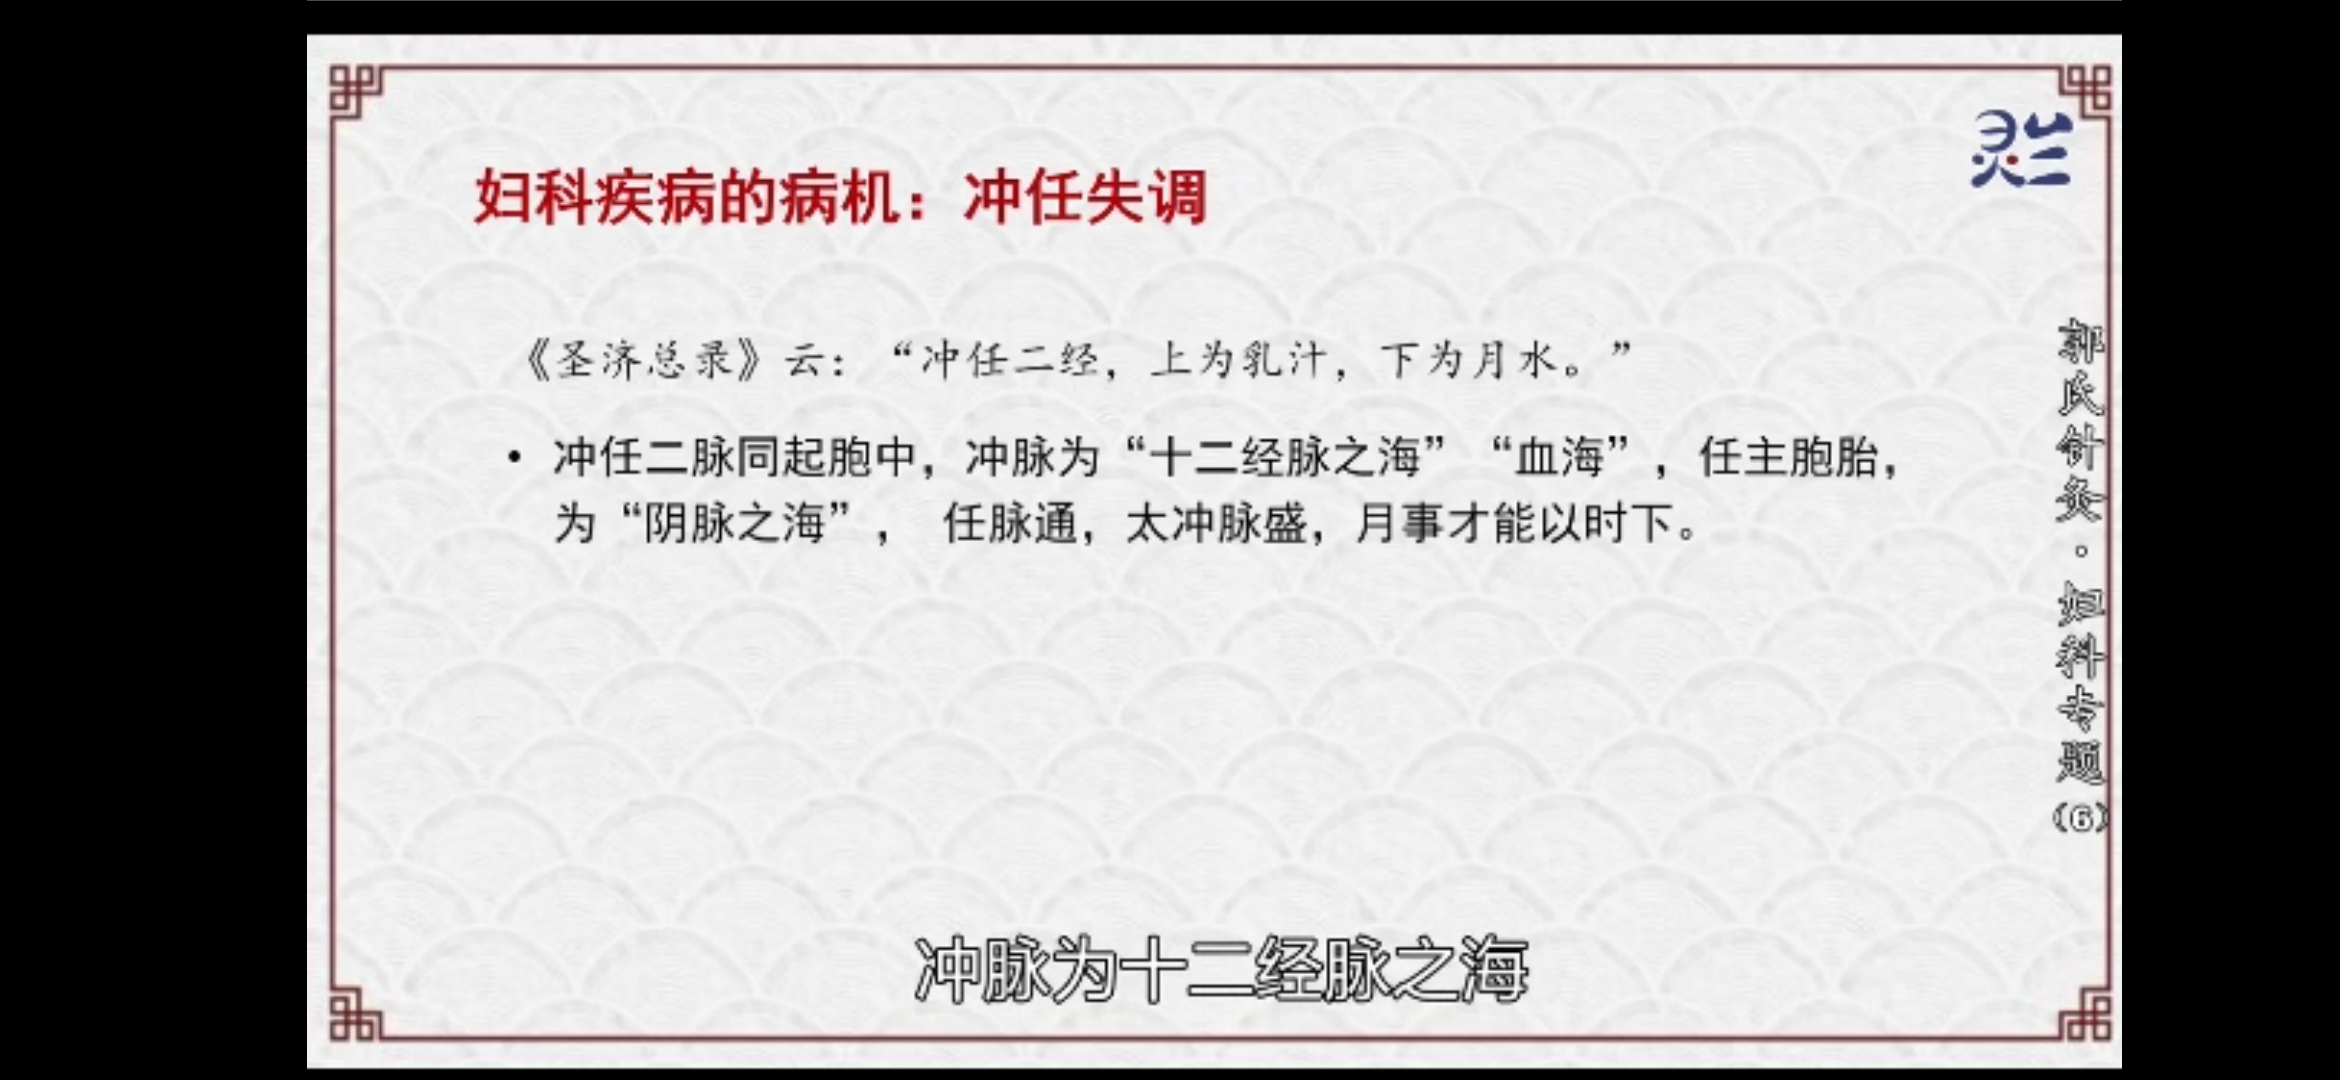 妇科疾病的病机：冲任失调
《圣济总录》云：“冲任二经，上为乳汁，下为月水。”
• 冲任二脉同起胞中，冲脉为“十二经脉之海”“血海”，任主胞胎，
为“阴脉之海”， 任脉通，太冲脉盛，月事才能以时下。
灵兰
郭氏针灸·妇科专题(6)
冲脉为十二经脉之海